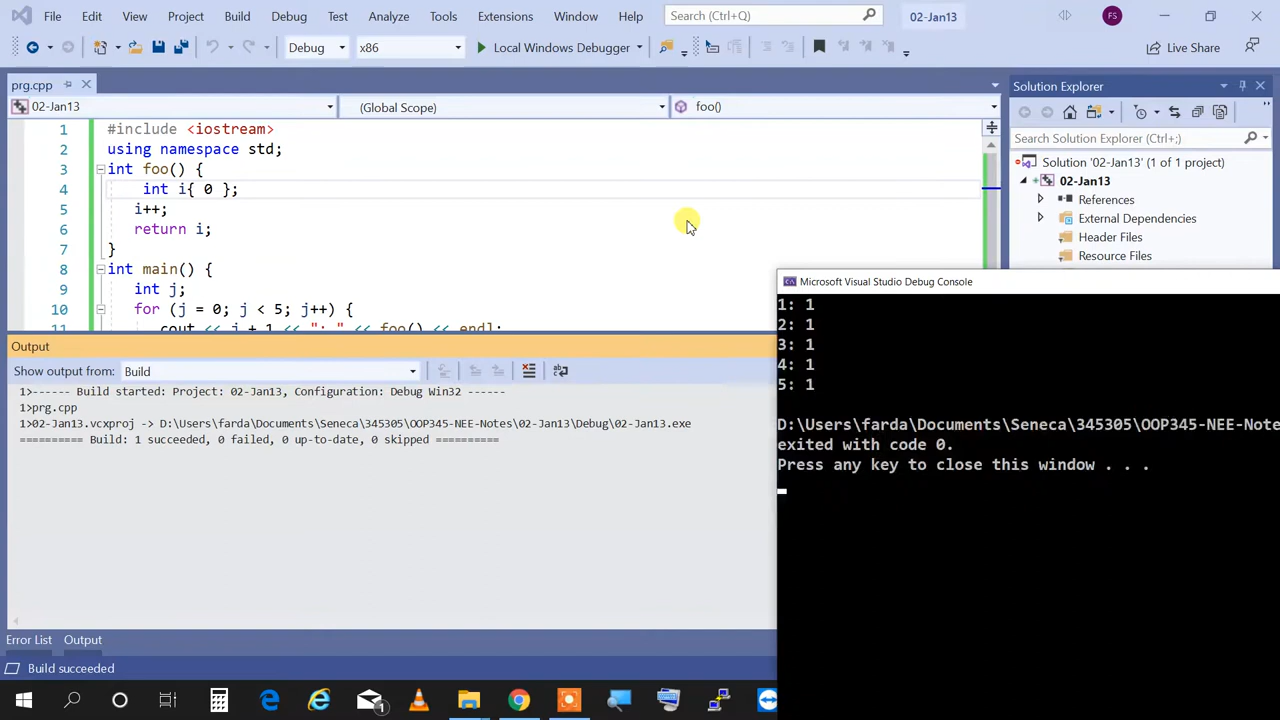 File Edit View Project Build Debug Test Analyze Tools Extensions Window Help Search (Ctrl+Q) 02-Jan13 FS
Debug x86 Local Windows Debugger Live Share
prg.cpp
02-Jan13 (Global Scope) foo()
1 #include <iostream>
2 using namespace std;
3 int foo() {
4 int i{ 0 };
5 i++;
6 return i;
7 }
8 int main() {
9 int j;
10 for (j = 0; j < 5; j++) {
11 cout << j + 1 << ": " << foo() << endl;
Solution Explorer
Search Solution Explorer (Ctrl+;)
Solution '02-Jan13' (1 of 1 project)
02-Jan13
References
External Dependencies
Header Files
Resource Files
Output
Show output from: Build
1>------ Build started: Project: 02-Jan13, Configuration: Debug Win32 ------
1>prg.cpp
1>02-Jan13.vcxproj -> D:\Users\farda\Documents\Seneca\345305\OOP345-NEE-Notes\02-Jan13\Debug\02-Jan13.exe
========== Build: 1 succeeded, 0 failed, 0 up-to-date, 0 skipped ==========
Microsoft Visual Studio Debug Console
1: 1
2: 1
3: 1
4: 1
5: 1
D:\Users\farda\Documents\Seneca\345305\OOP345-NEE-Note
exited with code 0.
Press any key to close this window . . .
Error List Output
Build succeeded
1